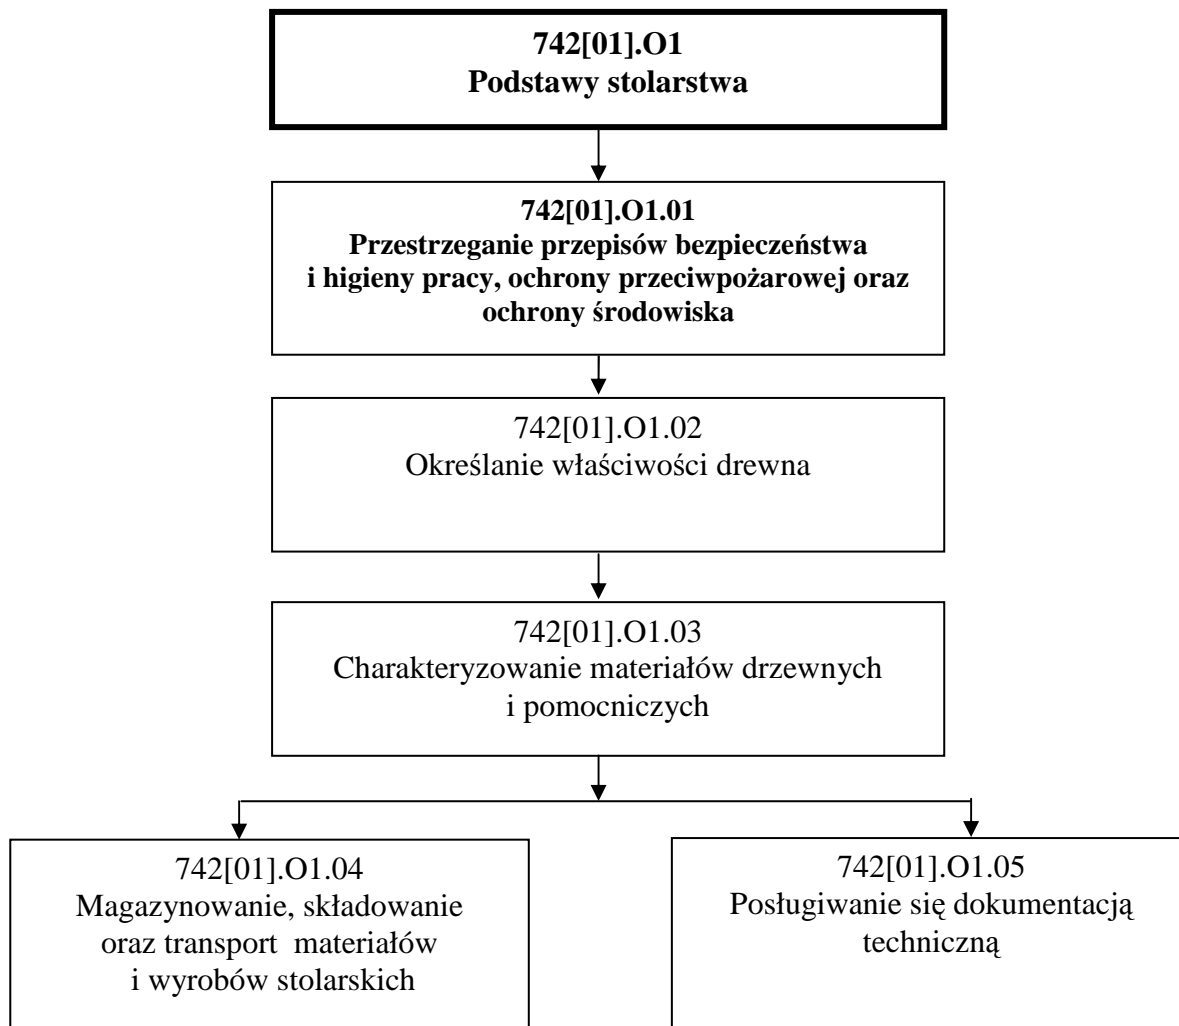 742[01].O1
Podstawy stolarstwa
742[01].O1.01
Przestrzeganie przepisów bezpieczeństwa
i higieny pracy, ochrony przeciwpożarowej oraz
ochrony środowiska
742[01].O1.02
Określanie właściwości drewna
742[01].O1.03
Charakteryzowanie materiałów drzewnych
i pomocniczych
742[01].O1.04
Magazynowanie, składowanie
oraz transport materiałów
i wyrobów stolarskich
742[01].O1.05
Posługiwanie się dokumentacją
techniczną